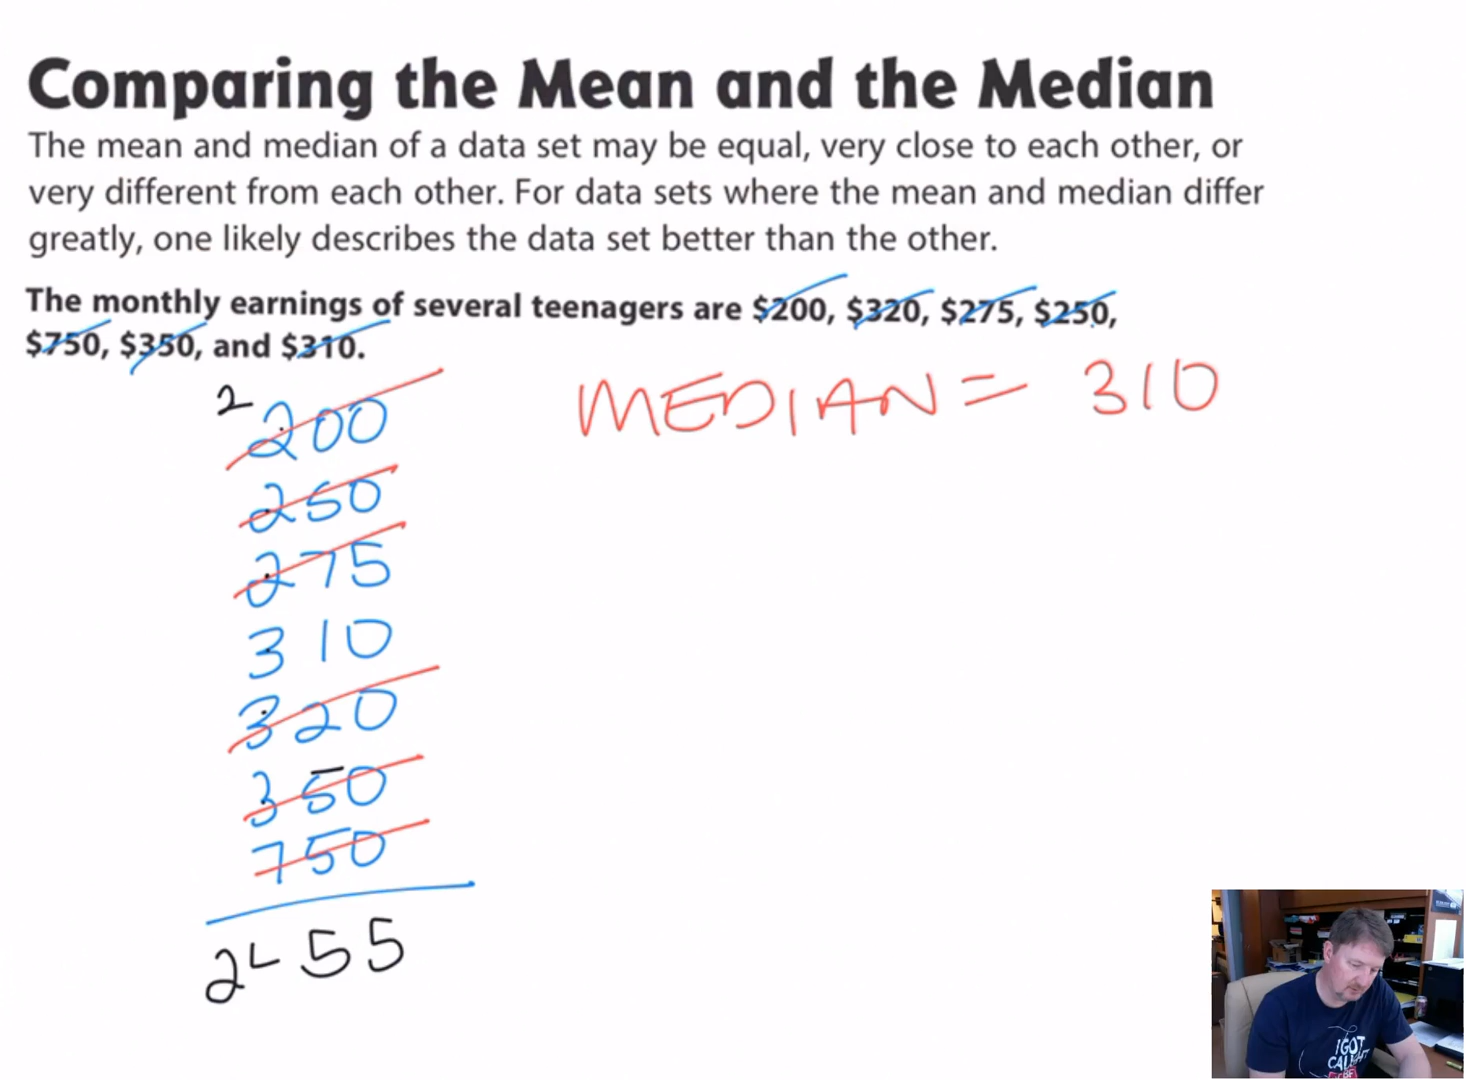 Comparing the Mean and the Median
The mean and median of a data set may be equal, very close to each other, or
very different from each other. For data sets where the mean and median differ
greatly, one likely describes the data set better than the other.
The monthly earnings of several teenagers are $200, $320, $275, $250,
$750, $350, and $310.
MEDIAN = 310
2
200
250
275
310
320
350
750
55
I GOT